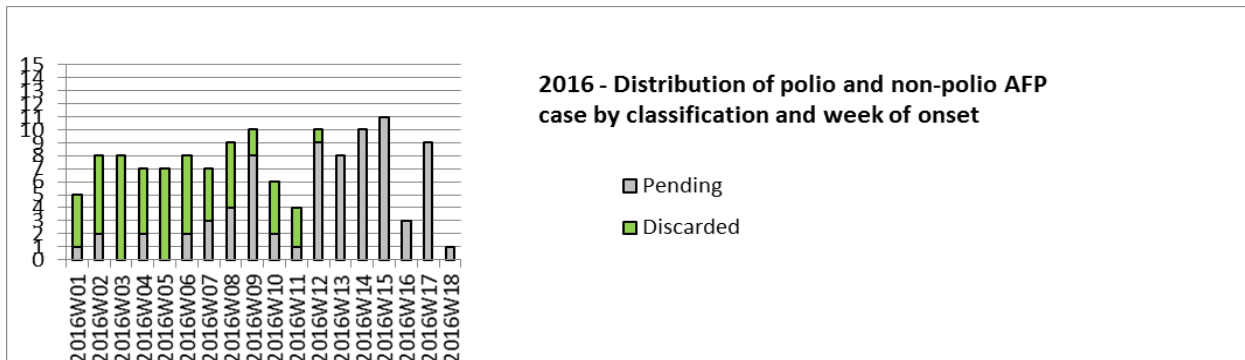 15
14
13
12
11
10
9
8
7
6
5
4
3
2
1
0
2016W01
2016W02
2016W03
2016W04
2016W05
2016W06
2016W07
2016W08
2016W09
2016W10
2016W11
2016W12
2016W13
2016W14
2016W15
2016W16
2016W17
2016W18
2016 - Distribution of polio and non-polio AFP
case by classification and week of onset
Pending
Discarded